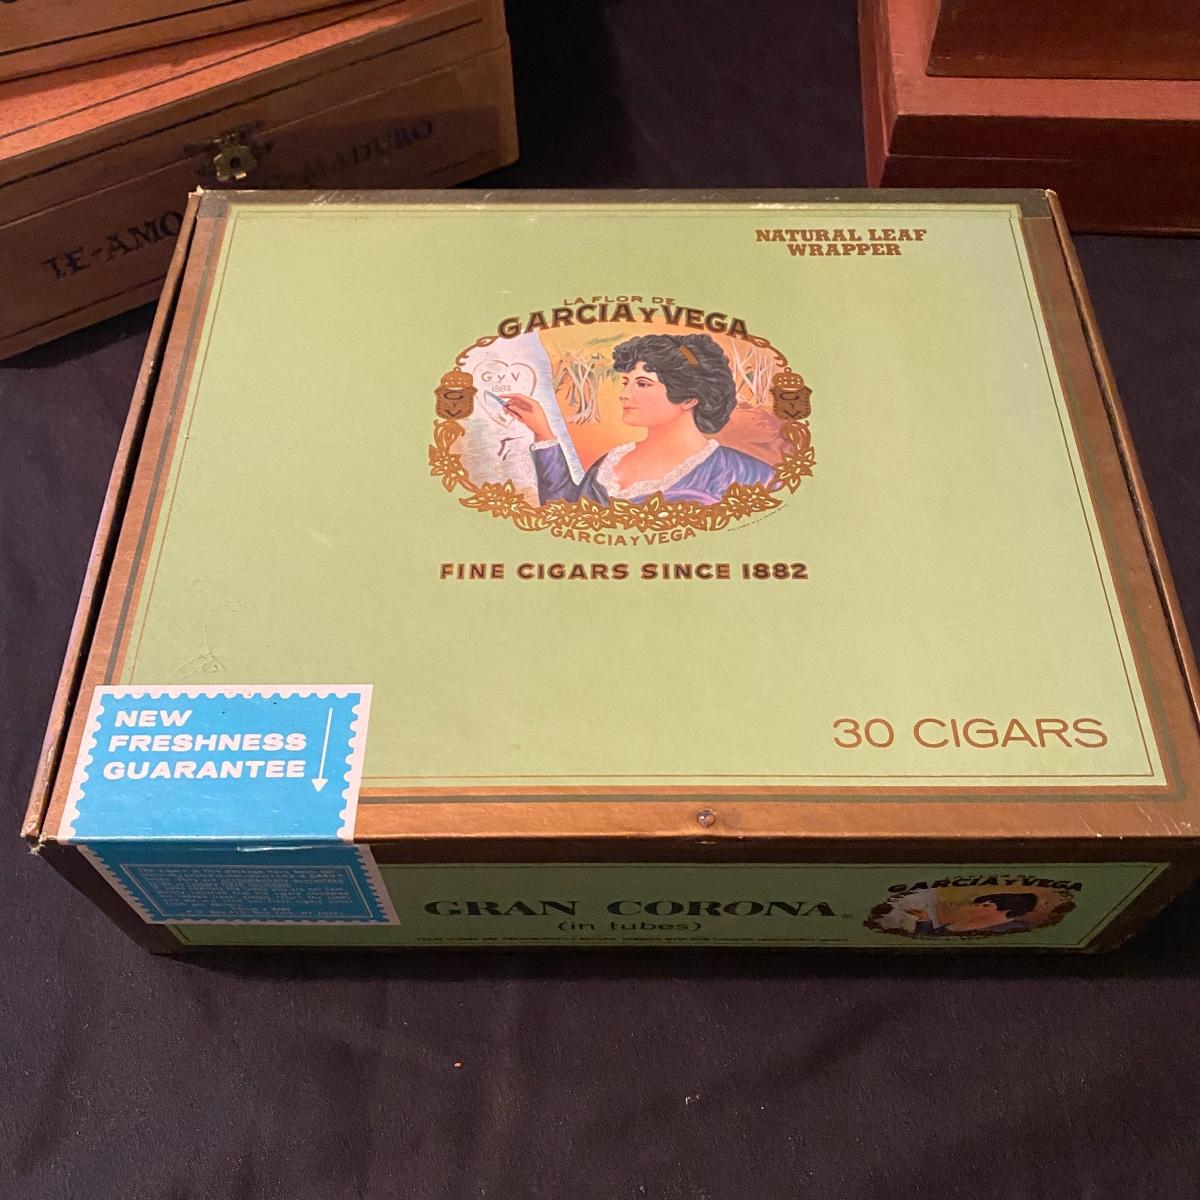 TE-AMO
MADURO
NATURAL LEAF
WRAPPER
LA FLOR DE
GARCIA Y VEGA
G y V
1882
G Y V
G Y V
GARCIA Y VEGA
FINE CIGARS SINCE 1882
NEW
FRESHNESS
GUARANTEE
30 CIGARS
GRAN CORONA ®
(in tubes)
GARCIA Y VEGA